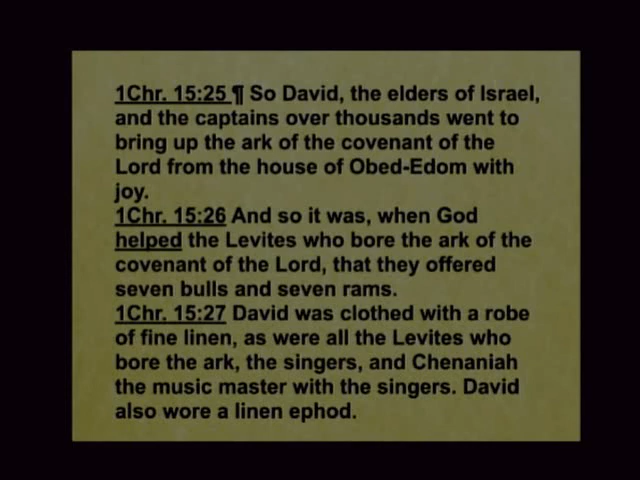 1Chr. 15:25 ¶ So David, the elders of Israel,
and the captains over thousands went to
bring up the ark of the covenant of the
Lord from the house of Obed-Edom with
joy.
1Chr. 15:26 And so it was, when God
helped the Levites who bore the ark of the
covenant of the Lord, that they offered
seven bulls and seven rams.
1Chr. 15:27 David was clothed with a robe
of fine linen, as were all the Levites who
bore the ark, the singers, and Chenaniah
the music master with the singers. David
also wore a linen ephod.